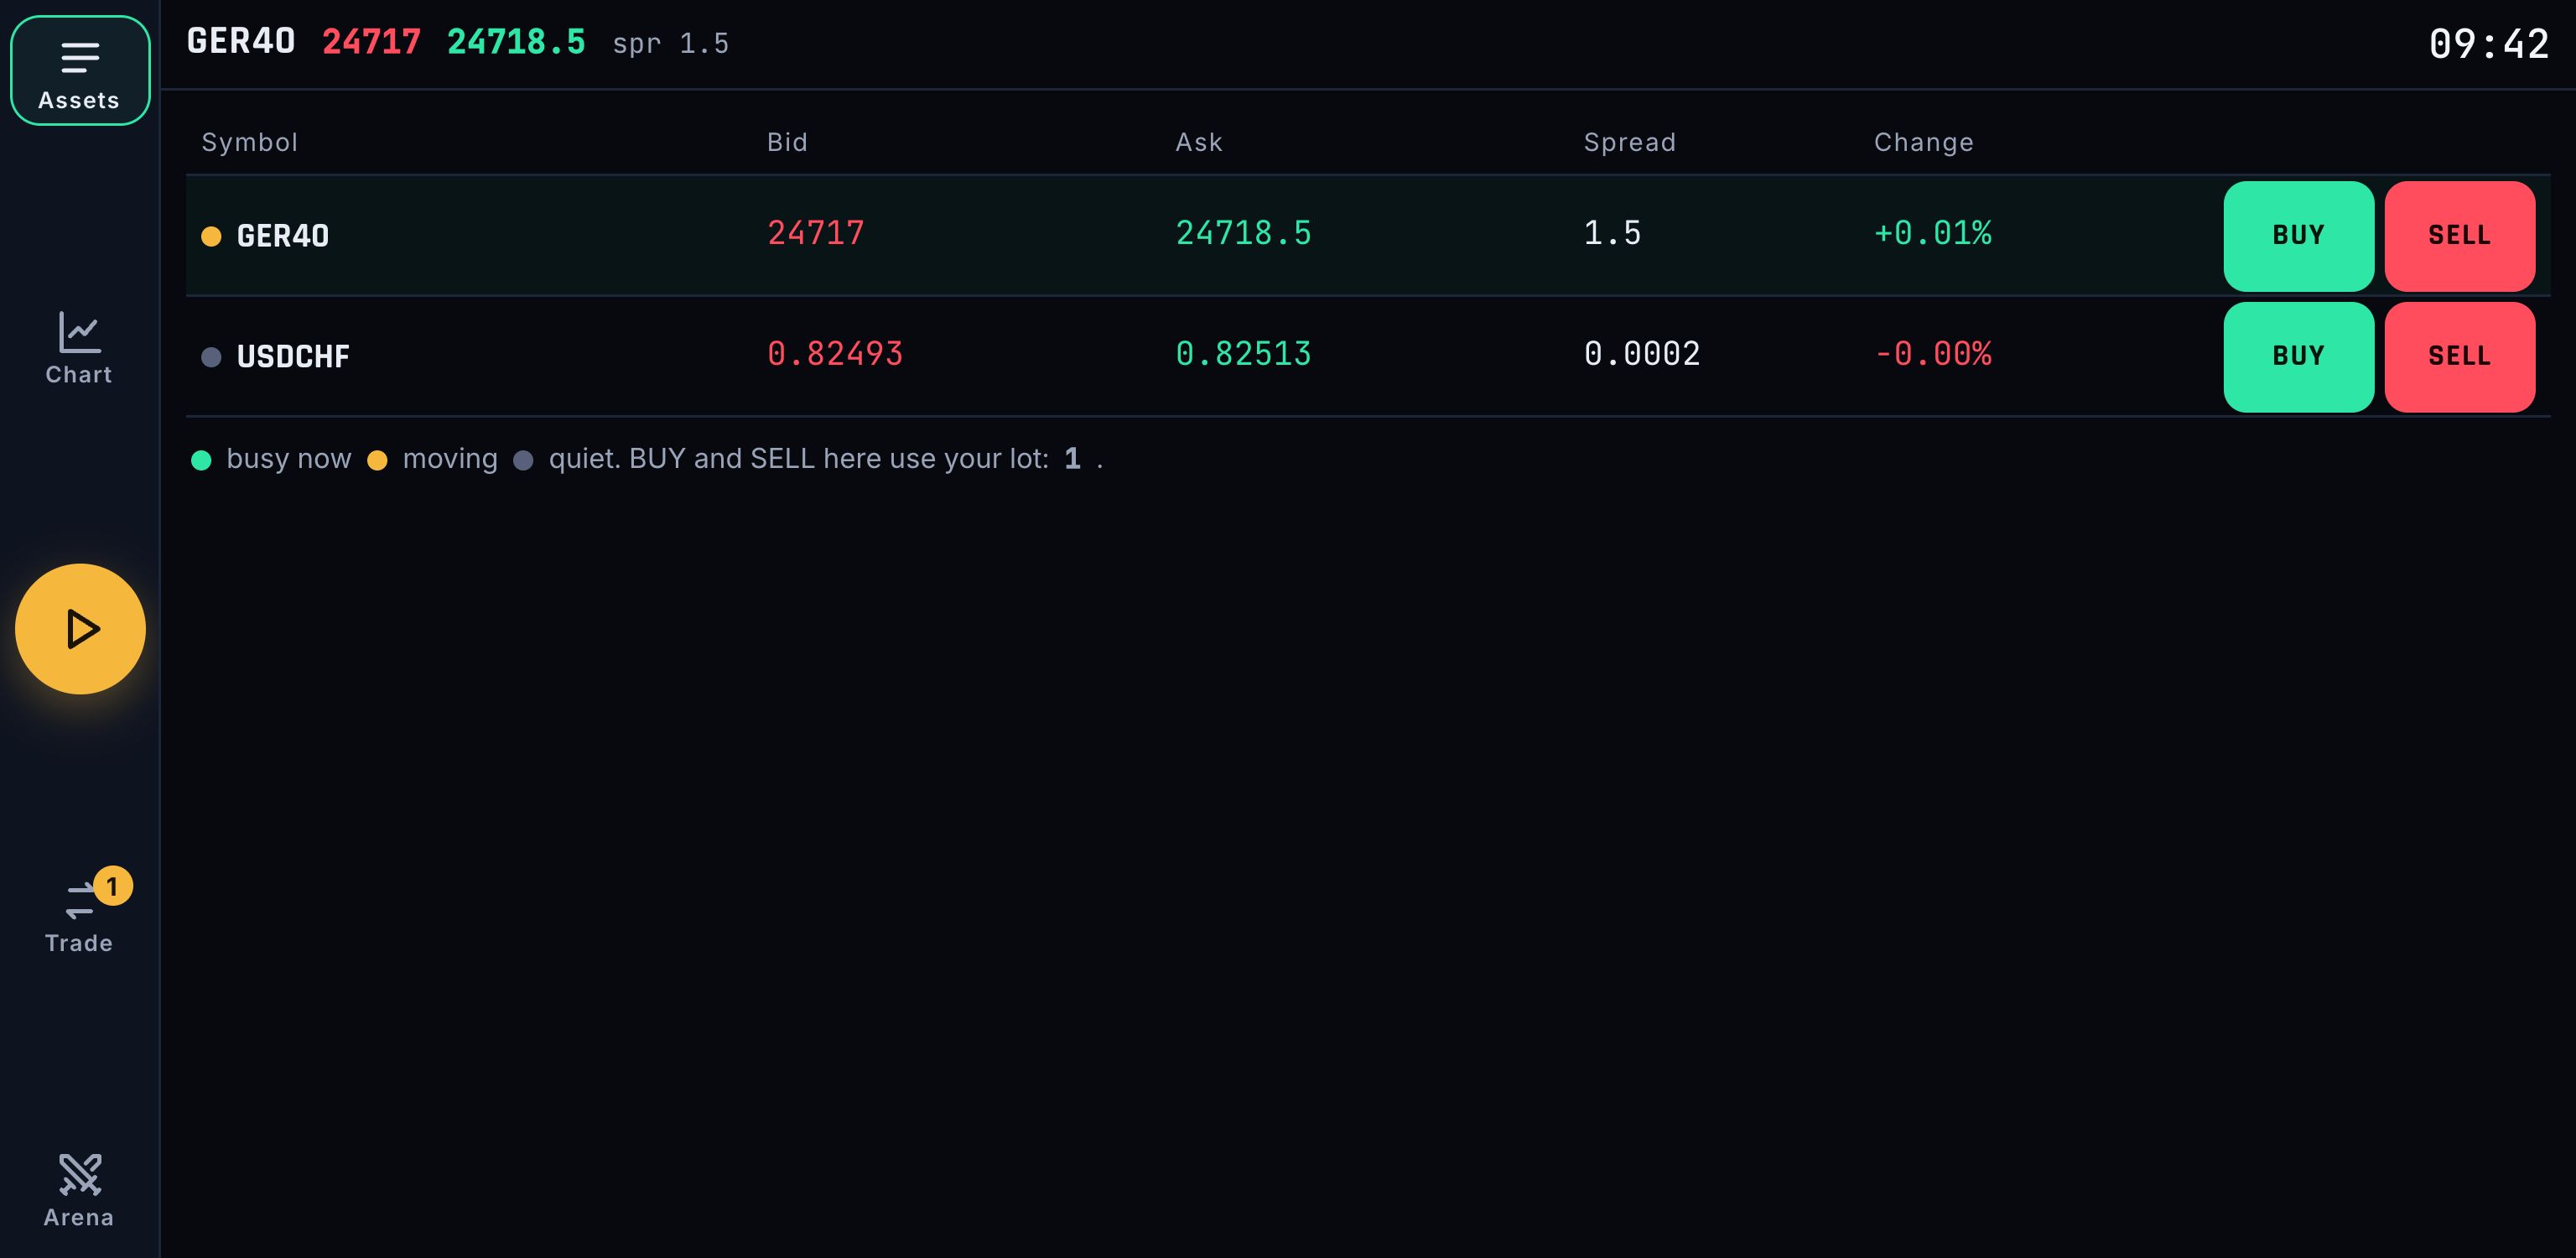 Assets
GER40 24717 24718.5 spr 1.5 09:42
Symbol Bid Ask Spread Change
GER40 24717 24718.5 1.5 +0.01% BUY SELL
USDCHF 0.82493 0.82513 0.0002 -0.00% BUY SELL
busy now moving quiet. BUY and SELL here use your lot: 1 .
Chart
1
Trade
Arena